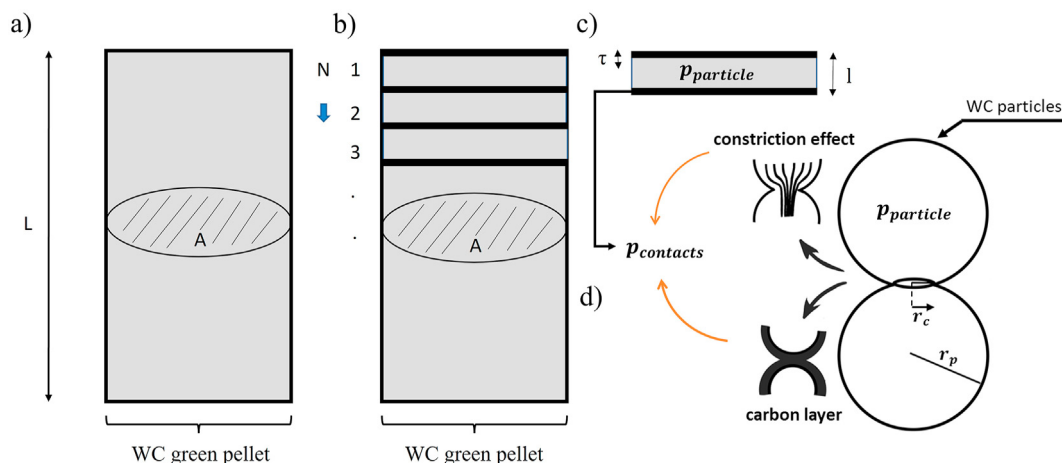 a)
L
A
WC green pellet
b)
N 1
2
3
.
.
A
WC green pellet
c)
τ
p_particle
l
WC particles
constriction effect
p_particle
p_contacts
d)
r_c
r_p
carbon layer